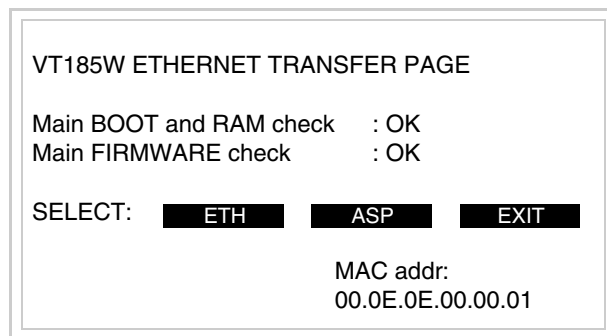 VT185W ETHERNET TRANSFER PAGE
Main BOOT and RAM check : OK
Main FIRMWARE check : OK
SELECT: ETH ASP EXIT
MAC addr:
00.0E.0E.00.00.01